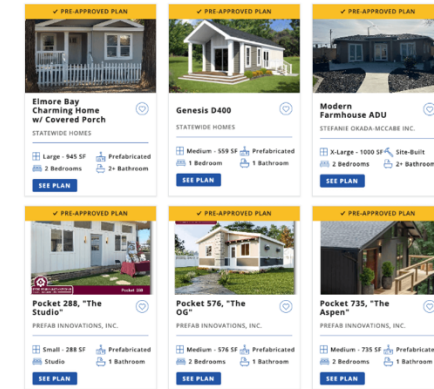 ✓ PRE-APPROVED PLAN
✓ PRE-APPROVED PLAN
✓ PRE-APPROVED PLAN
Elmore Bay
Charming Home
w/ Covered Porch
STATEWIDE HOMES
Large - 945 SF
Prefabricated
2 Bedrooms
2+ Bathroom
SEE PLAN
Genesis D400
STATEWIDE HOMES
Medium - 559 SF
Prefabricated
1 Bedroom
1 Bathroom
SEE PLAN
Modern
Farmhouse ADU
STEFANIE OKADA-MCCABE INC.
X-Large - 1000 SF
Site-Built
2 Bedrooms
2+ Bathroom
SEE PLAN
✓ PRE-APPROVED PLAN
✓ PRE-APPROVED PLAN
✓ PRE-APPROVED PLAN
Pocket 288
Pocket 288, "The
Studio"
PREFAB INNOVATIONS, INC.
Small - 288 SF
Prefabricated
Studio
1 Bathroom
SEE PLAN
Pocket 576, "The
OG"
PREFAB INNOVATIONS, INC.
Medium - 576 SF
Prefabricated
2 Bedrooms
1 Bathroom
SEE PLAN
Pocket 735, "The
Aspen"
PREFAB INNOVATIONS, INC.
Medium - 735 SF
Prefabricated
2 Bedrooms
1 Bathroom
SEE PLAN